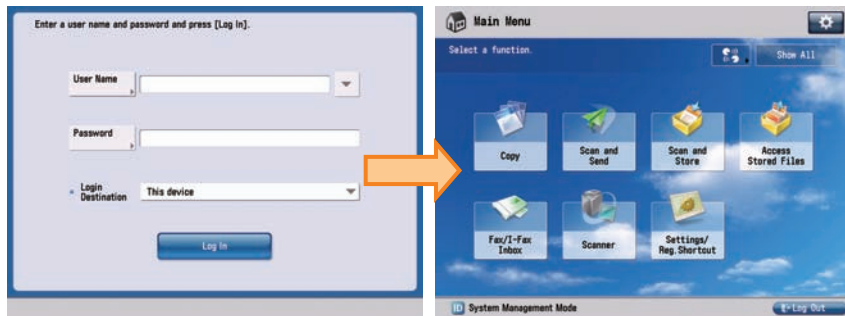 Enter a user name and password and press [Log In].
User Name
Password
Login
Destination
This device
Log In
Main Menu
Select a function.
Show All
Copy
Scan and
Send
Scan and
Store
Access
Stored Files
Fax/I-Fax
Inbox
Scanner
Settings/
Reg.Shortcut
ID System Management Mode
Log Out